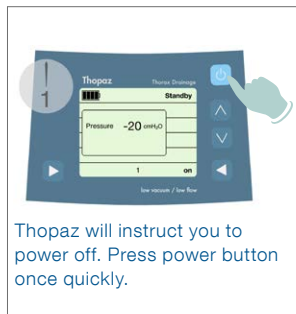 !
1
Thopaz Thorax Drainage
Standby
Pressure -20 cmH₂O
1 on
low vacuum / low flow
Thopaz will instruct you to
power off. Press power button
once quickly.